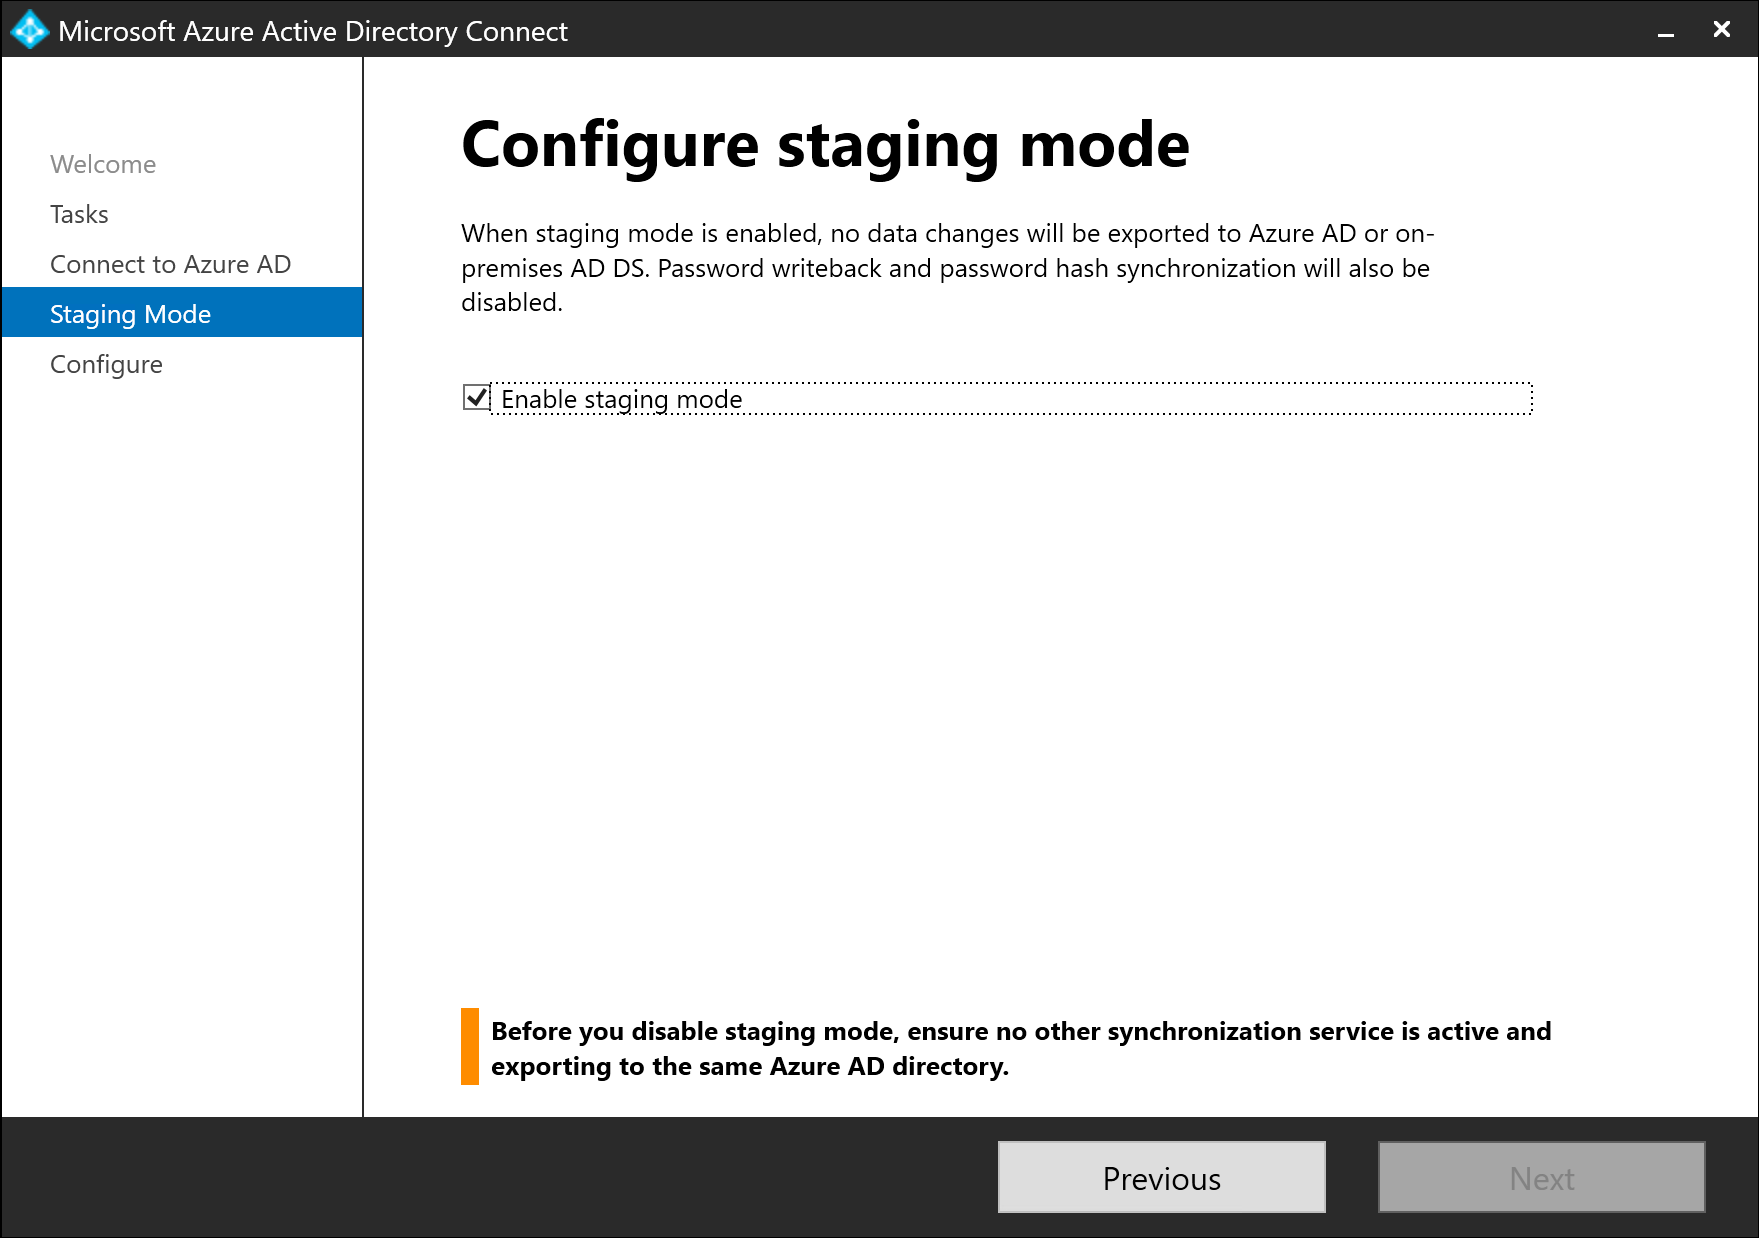 Microsoft Azure Active Directory Connect
Welcome
Tasks
Connect to Azure AD
Staging Mode
Configure
Configure staging mode
When staging mode is enabled, no data changes will be exported to Azure AD or on-
premises AD DS. Password writeback and password hash synchronization will also be
disabled.
Enable staging mode
Before you disable staging mode, ensure no other synchronization service is active and
exporting to the same Azure AD directory.
Previous
Next